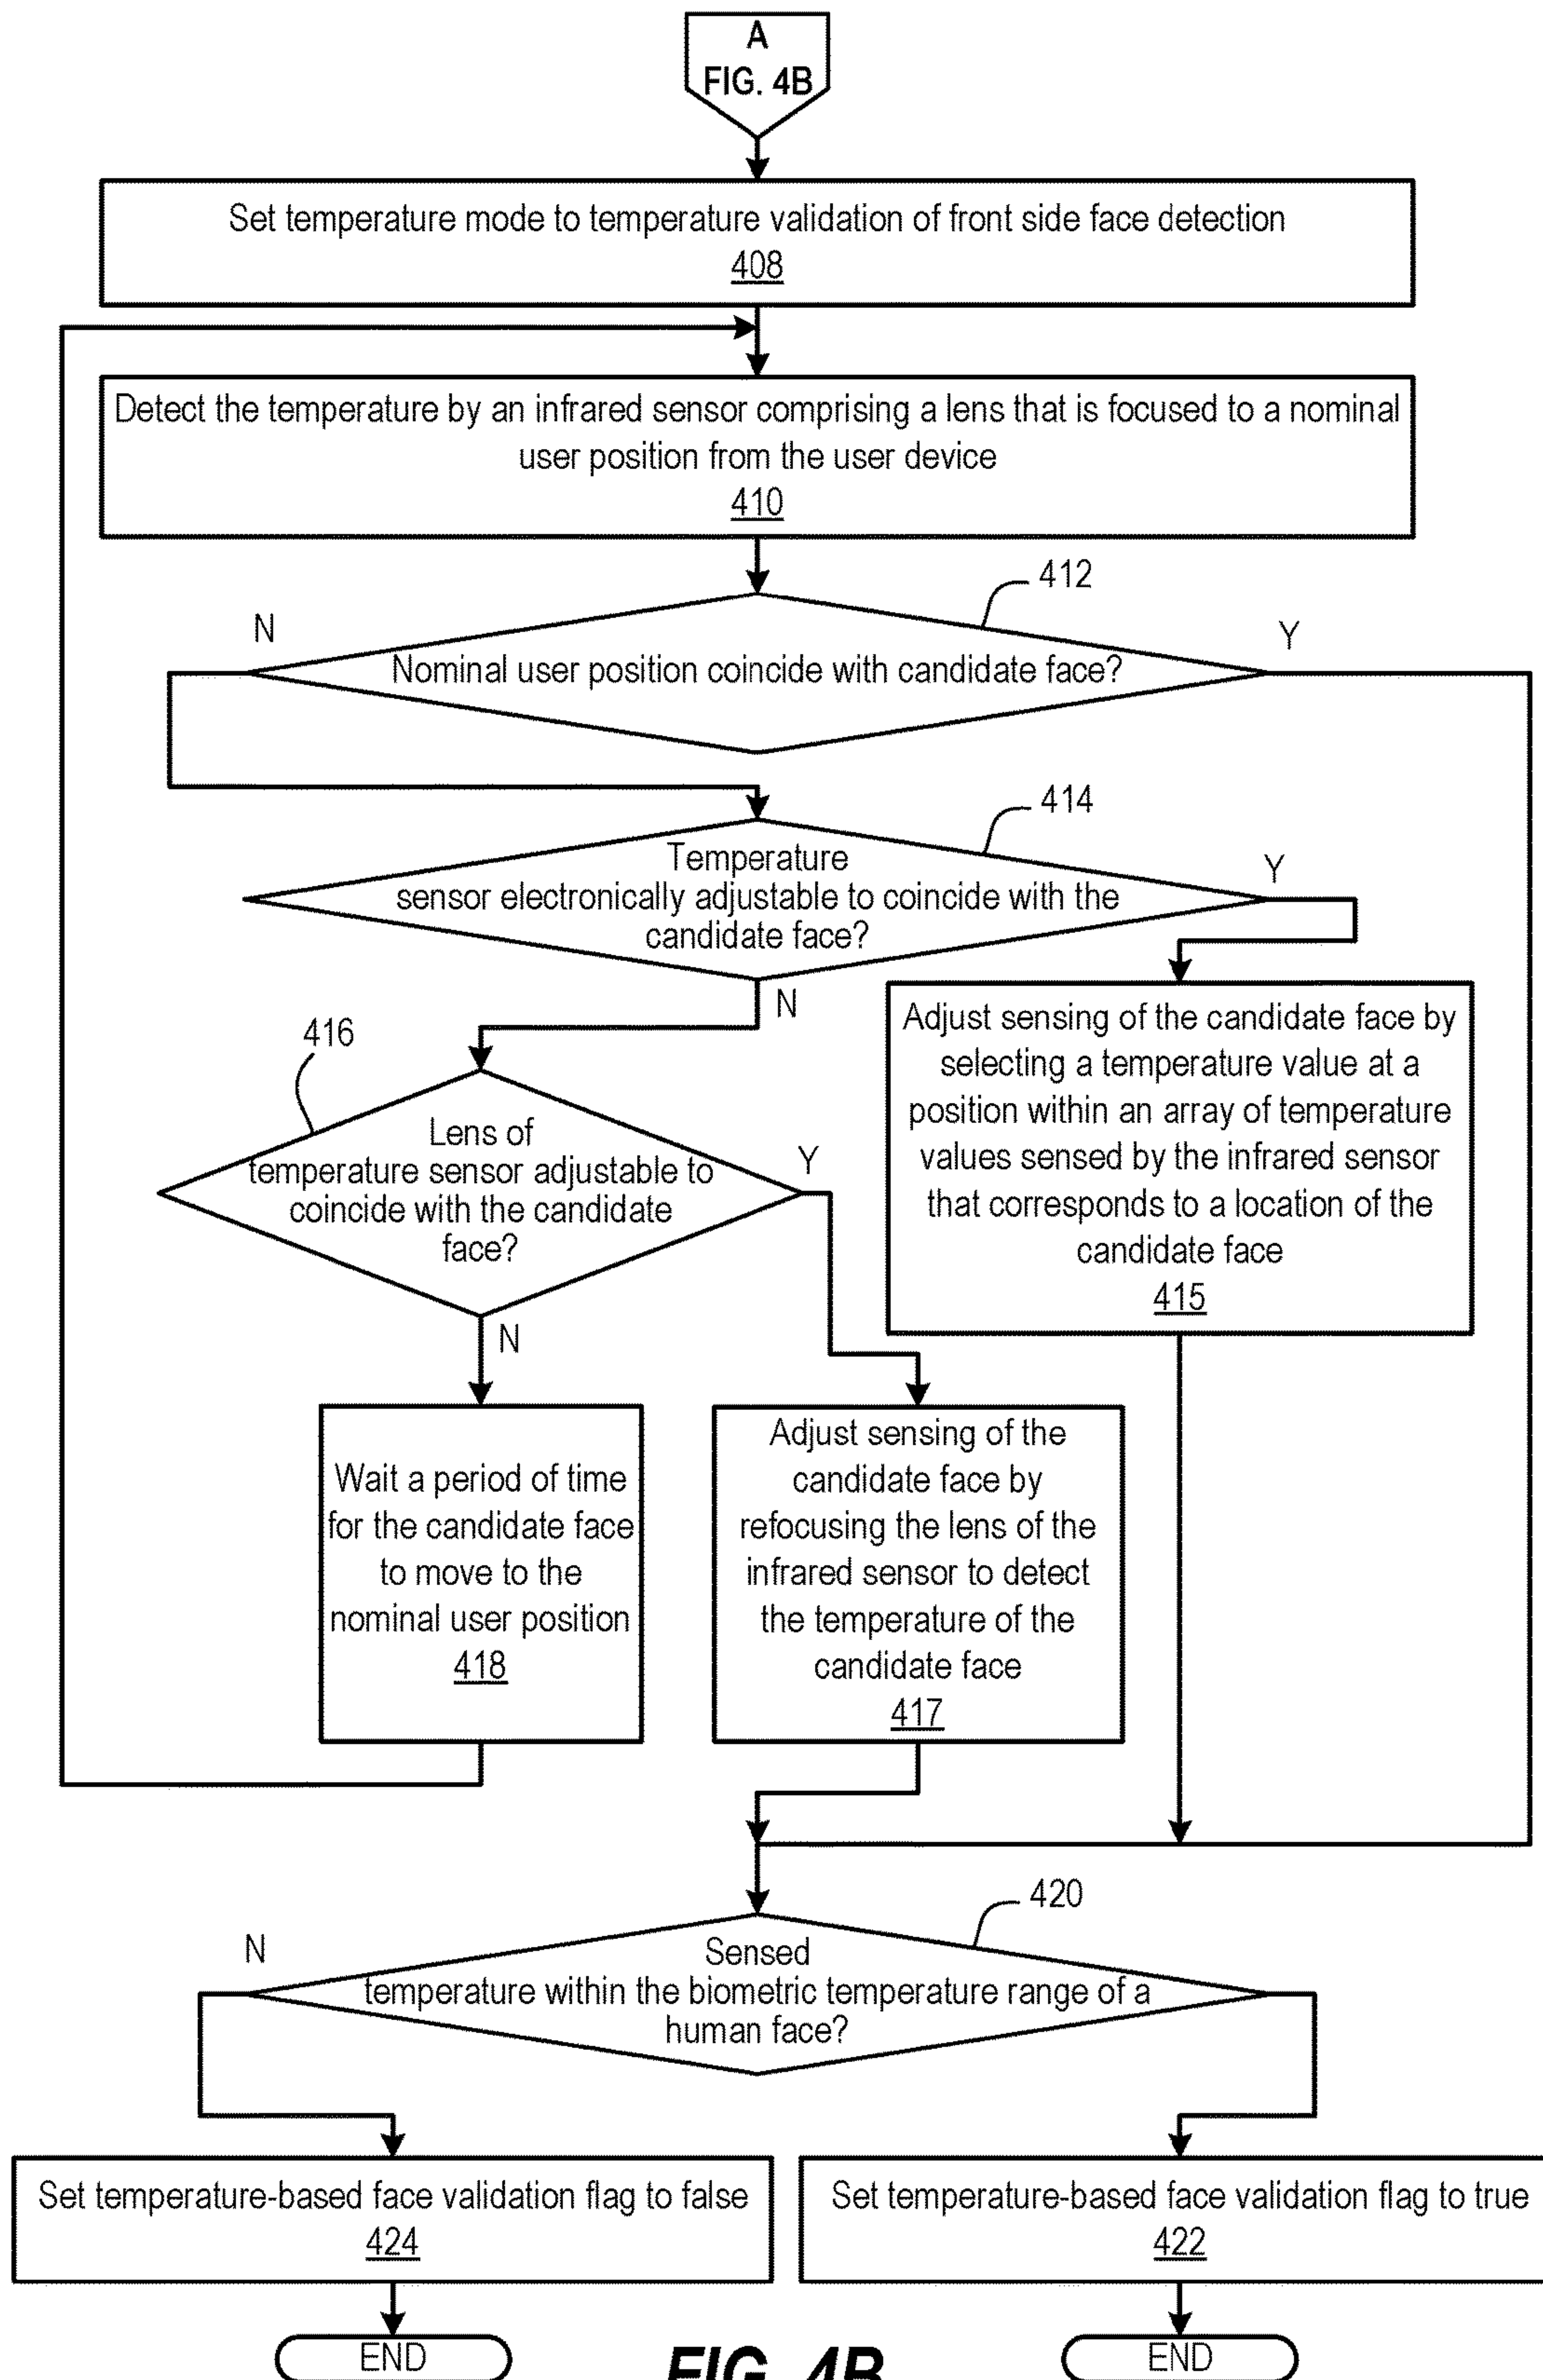 A
FIG. 4B
Set temperature mode to temperature validation of front side face detection
408
Detect the temperature by an infrared sensor comprising a lens that is focused to a nominal
user position from the user device
410
412
N
Y
Nominal user position coincide with candidate face?
414
Temperature
sensor electronically adjustable to coincide with the
candidate face?
Y
N
416
Lens of
temperature sensor adjustable to
coincide with the candidate
face?
Y
N
Adjust sensing of the candidate face by
selecting a temperature value at a
position within an array of temperature
values sensed by the infrared sensor
that corresponds to a location of the
candidate face
415
Wait a period of time
for the candidate face
to move to the
nominal user position
418
Adjust sensing of the
candidate face by
refocusing the lens of the
infrared sensor to detect
the temperature of the
candidate face
417
420
N
Sensed
temperature within the biometric temperature range of a
human face?
Set temperature-based face validation flag to false
424
Set temperature-based face validation flag to true
422
END
END
FIG. 4B